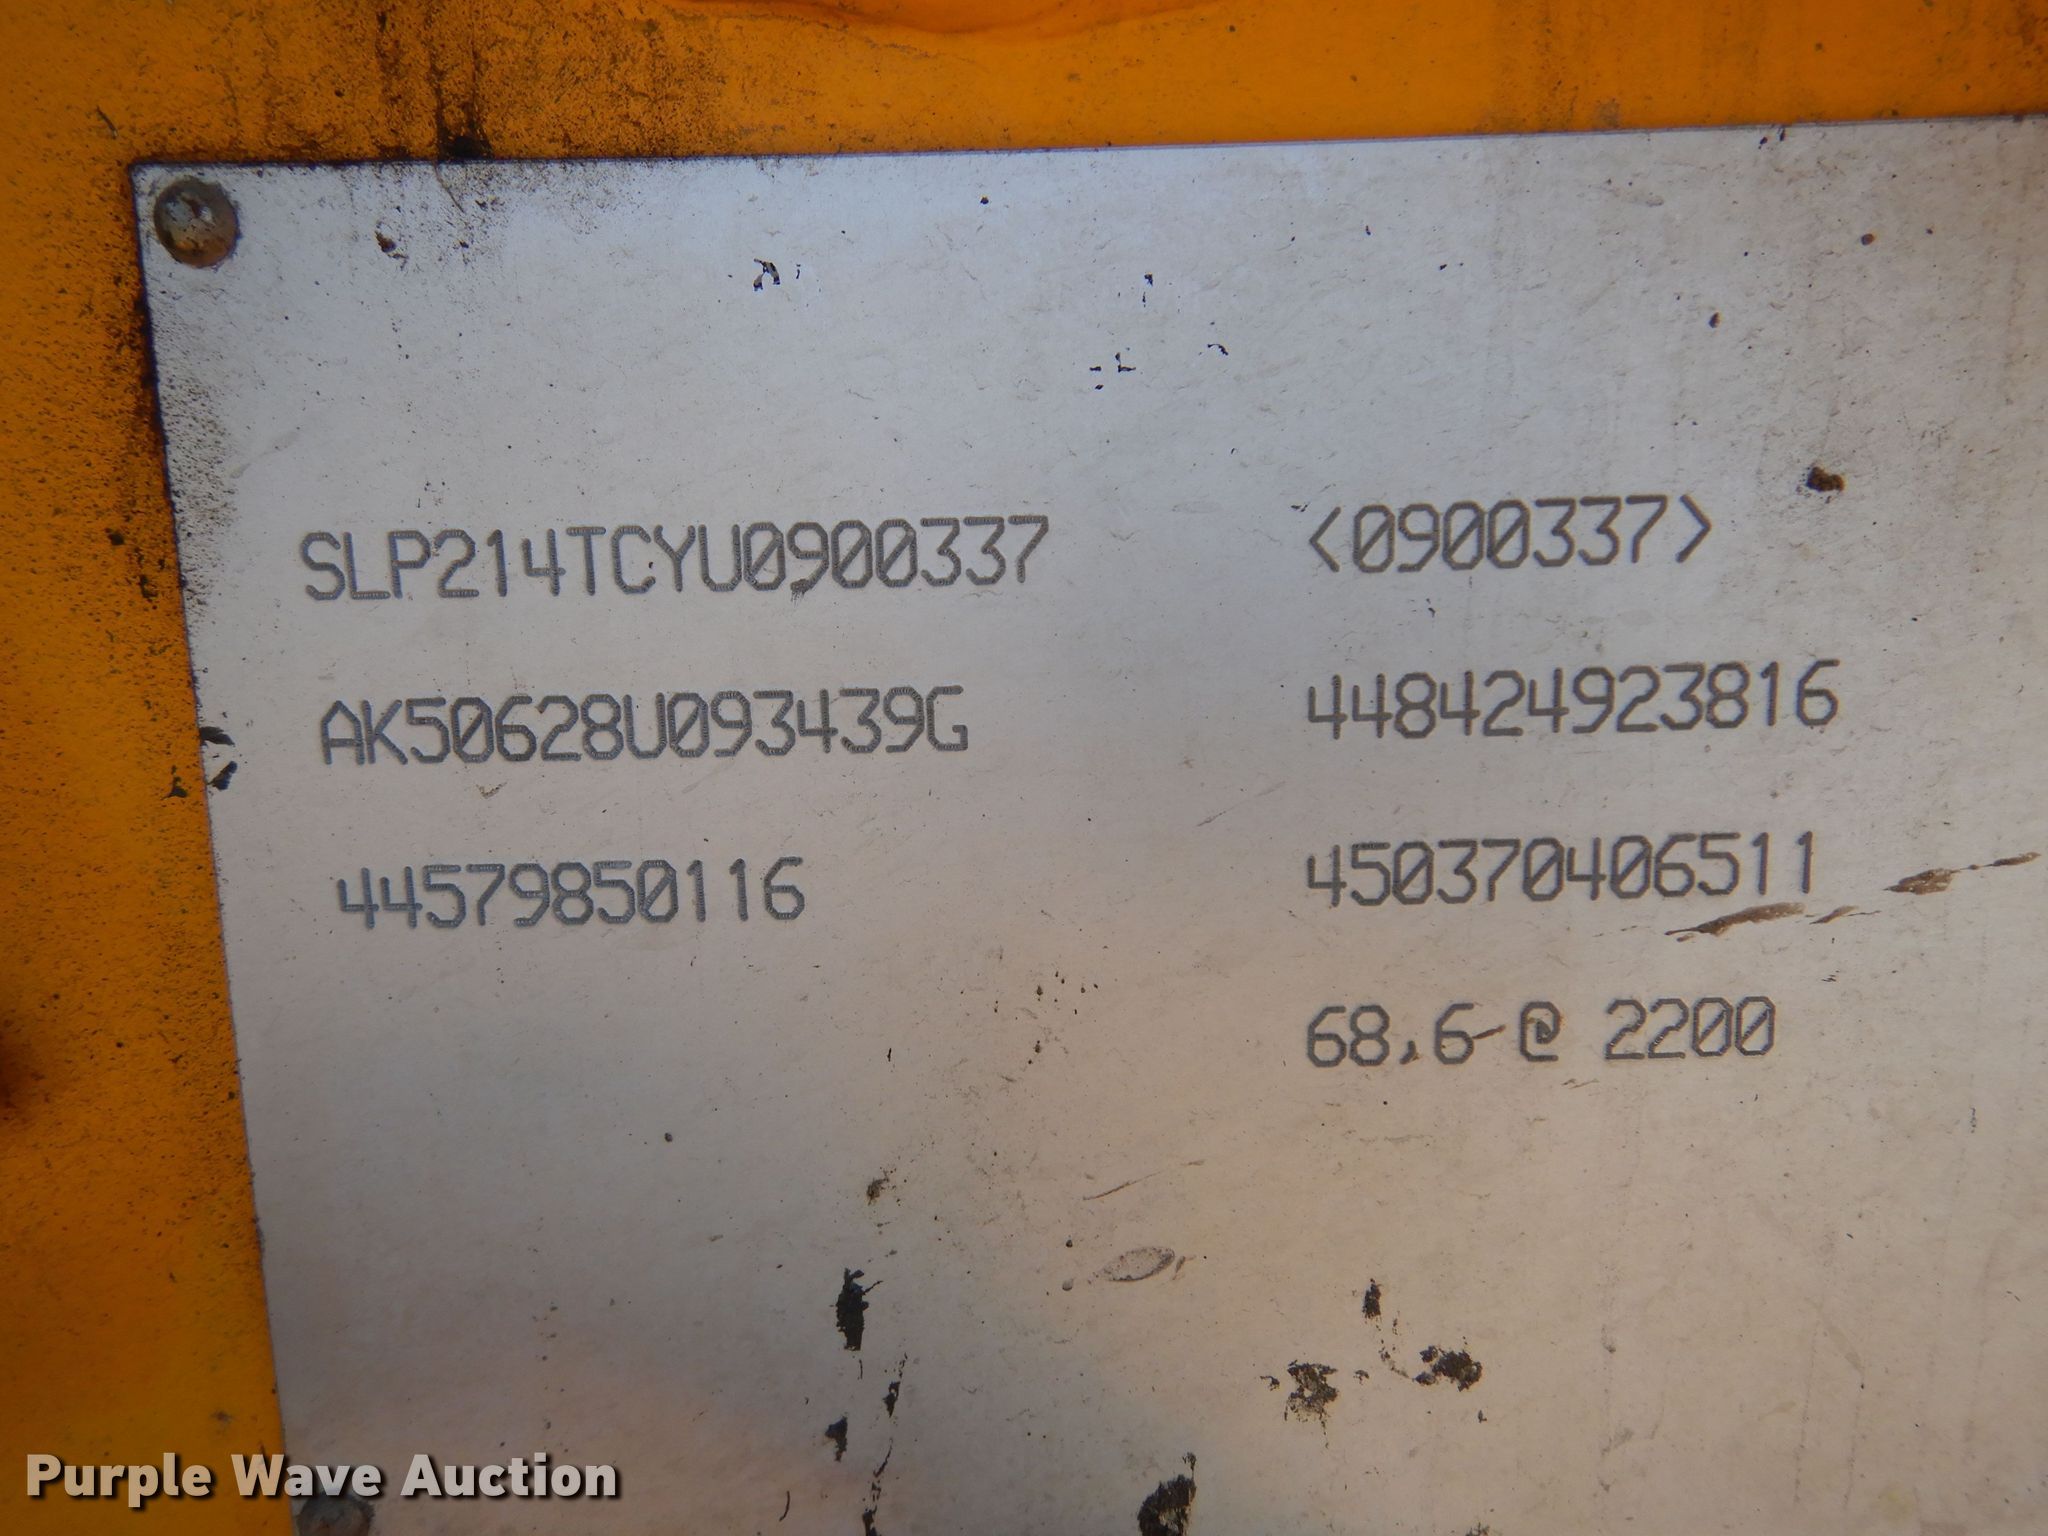 SLP214TCYU0900337 <0900337>
AK50628U093439G 448424923816
44579850116 450370406511
68,6 @ 2200
Purple Wave Auction